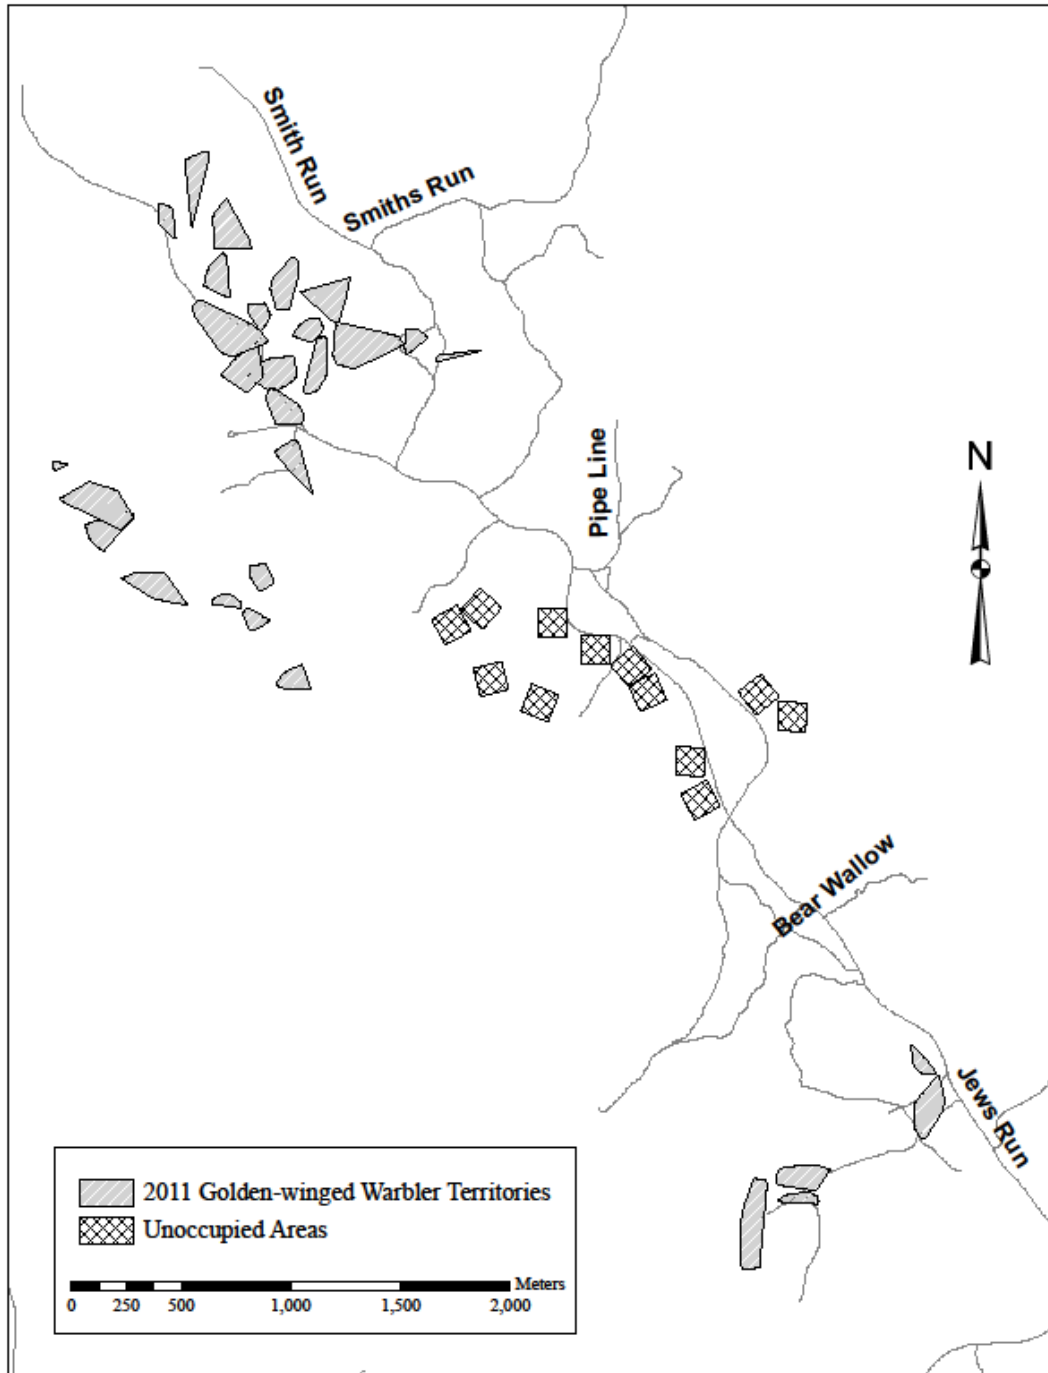 Smith Run
Smiths Run
Pipe Line
N
Bear Wallow
Jews Run
2011 Golden-winged Warbler Territories
Unoccupied Areas
Meters
0 250 500 1,000 1,500 2,000